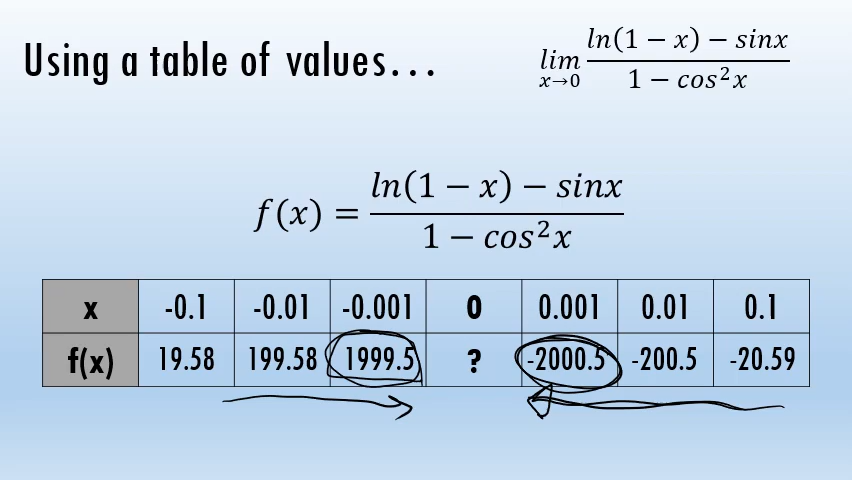 Using a table of values...
lim x→0 ln(1 − x) − sinx / 1 − cos²x
f(x) = ln(1 − x) − sinx / 1 − cos²x
x -0.1 -0.01 -0.001 0 0.001 0.01 0.1
f(x) 19.58 199.58 1999.5 ? -2000.5 -200.5 -20.59